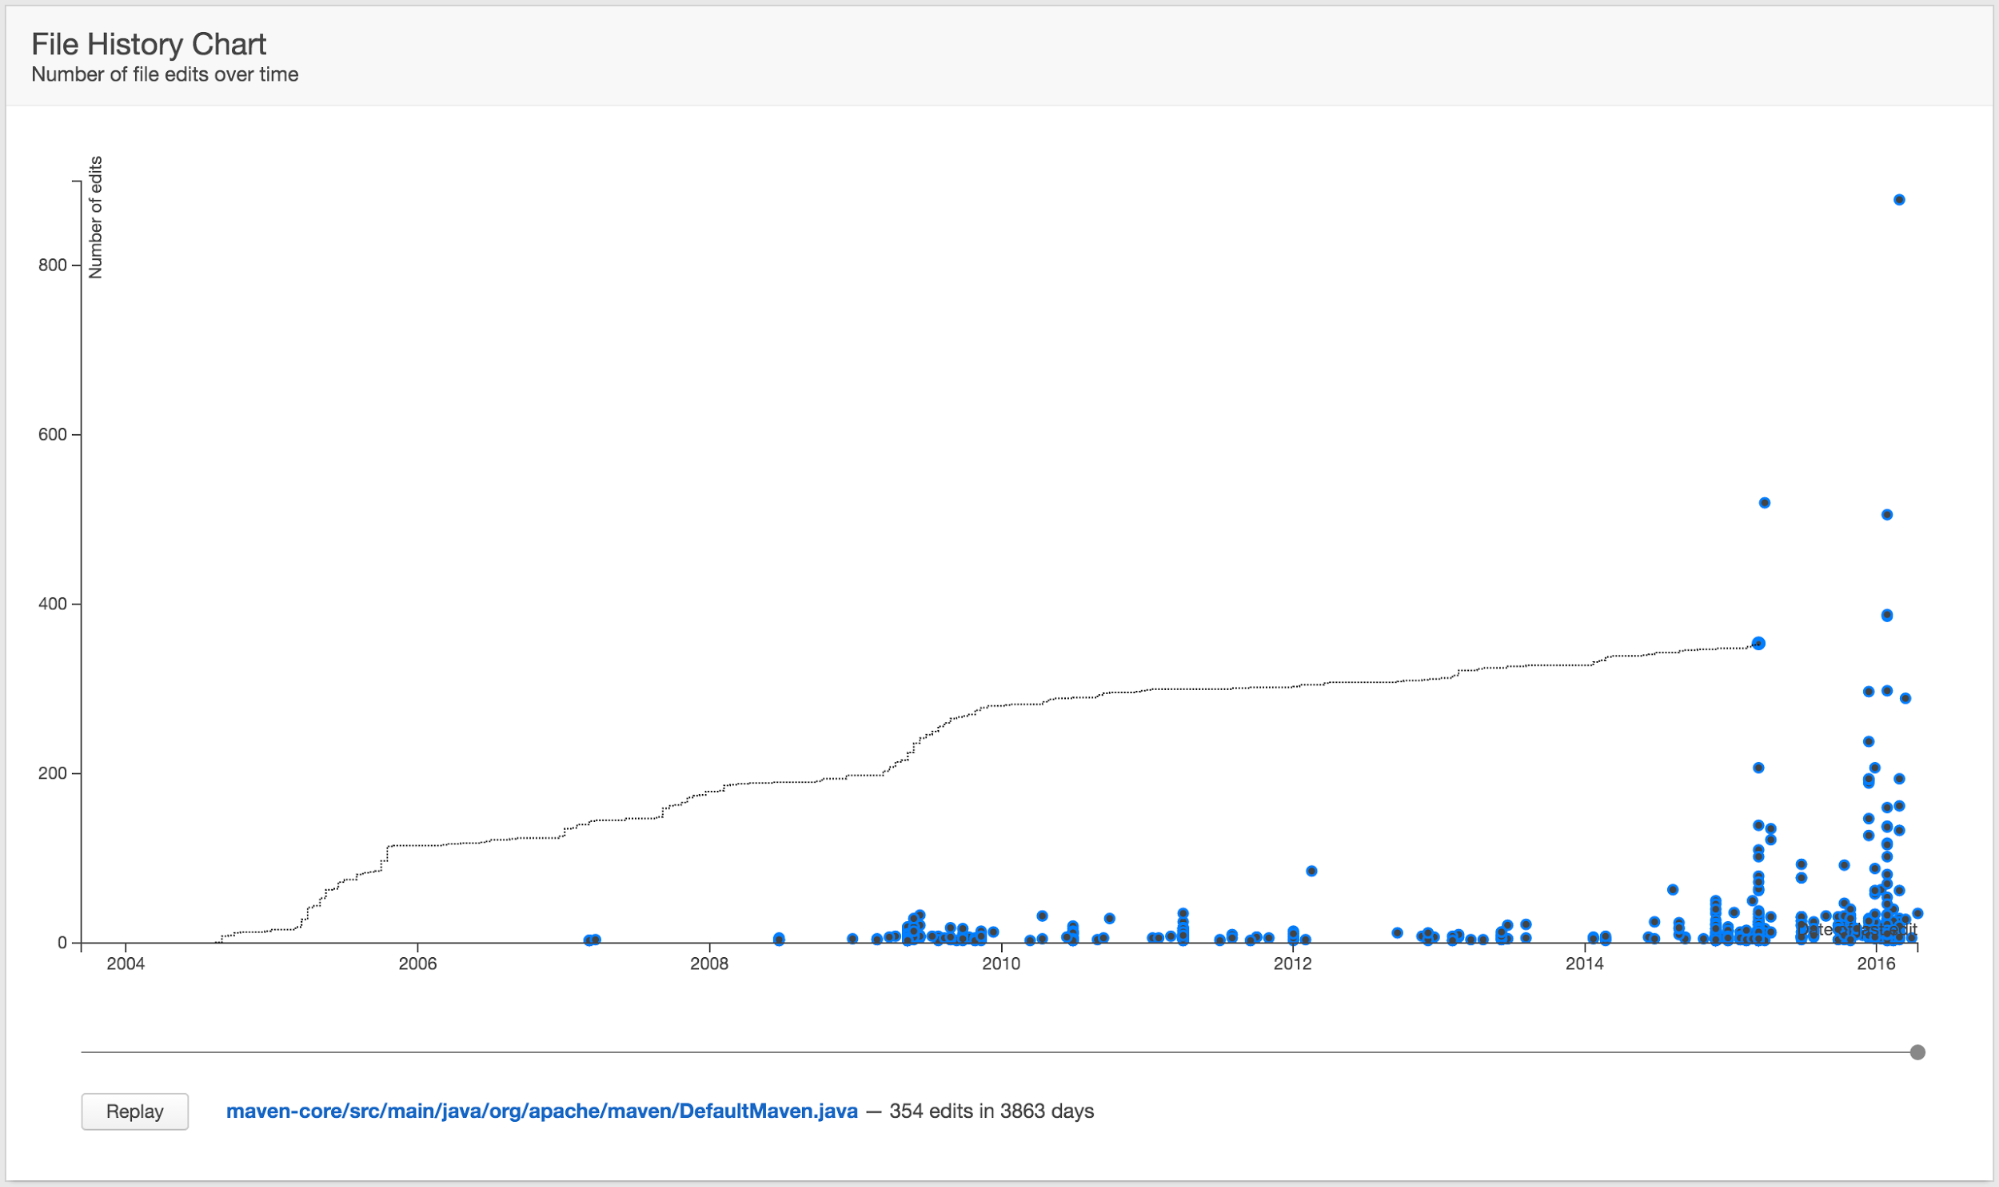 File History Chart
Number of file edits over time
Number of edits
800
600
400
200
0
Date of last edit
2004 2006 2008 2010 2012 2014 2016
Replay maven-core/src/main/java/org/apache/maven/DefaultMaven.java — 354 edits in 3863 days